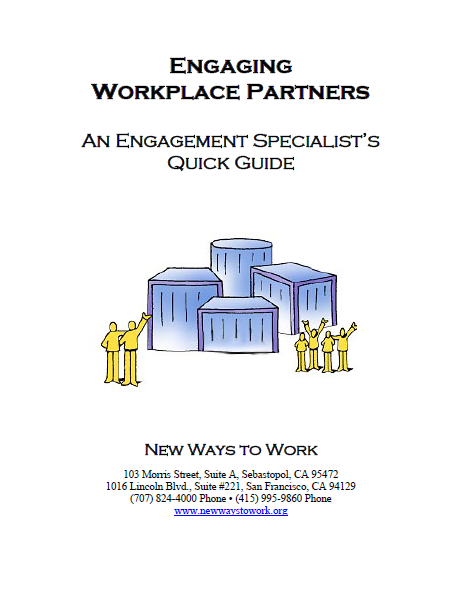 ENGAGING
WORKPLACE PARTNERS
AN ENGAGEMENT SPECIALIST'S
QUICK GUIDE
NEW WAYS TO WORK
103 Morris Street, Suite A, Sebastopol, CA 95472
1016 Lincoln Blvd., Suite #221, San Francisco, CA 94129
(707) 824-4000 Phone • (415) 995-9860 Phone
www.newwaystowork.org